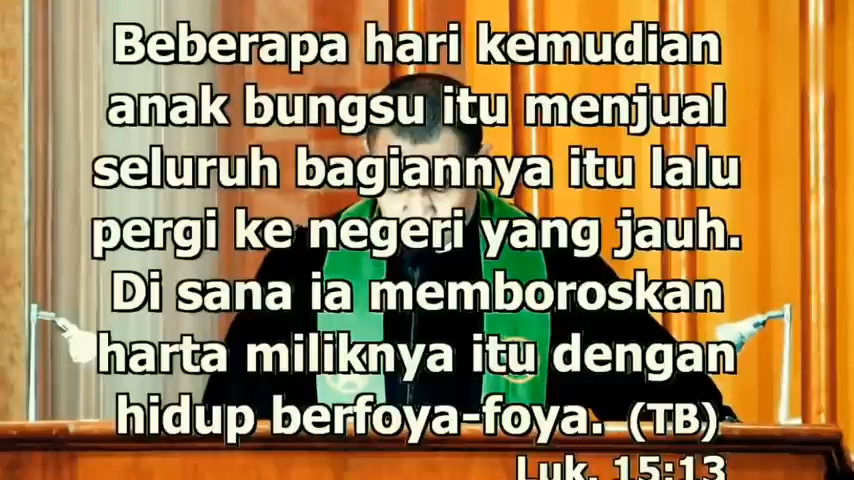 Beberapa hari kemudian
anak bungsu itu menjual
seluruh bagiannya itu lalu
pergi ke negeri yang jauh.
Di sana ia memboroskan
harta miliknya itu dengan
hidup berfoya-foya. (TB)
Luk. 15:13